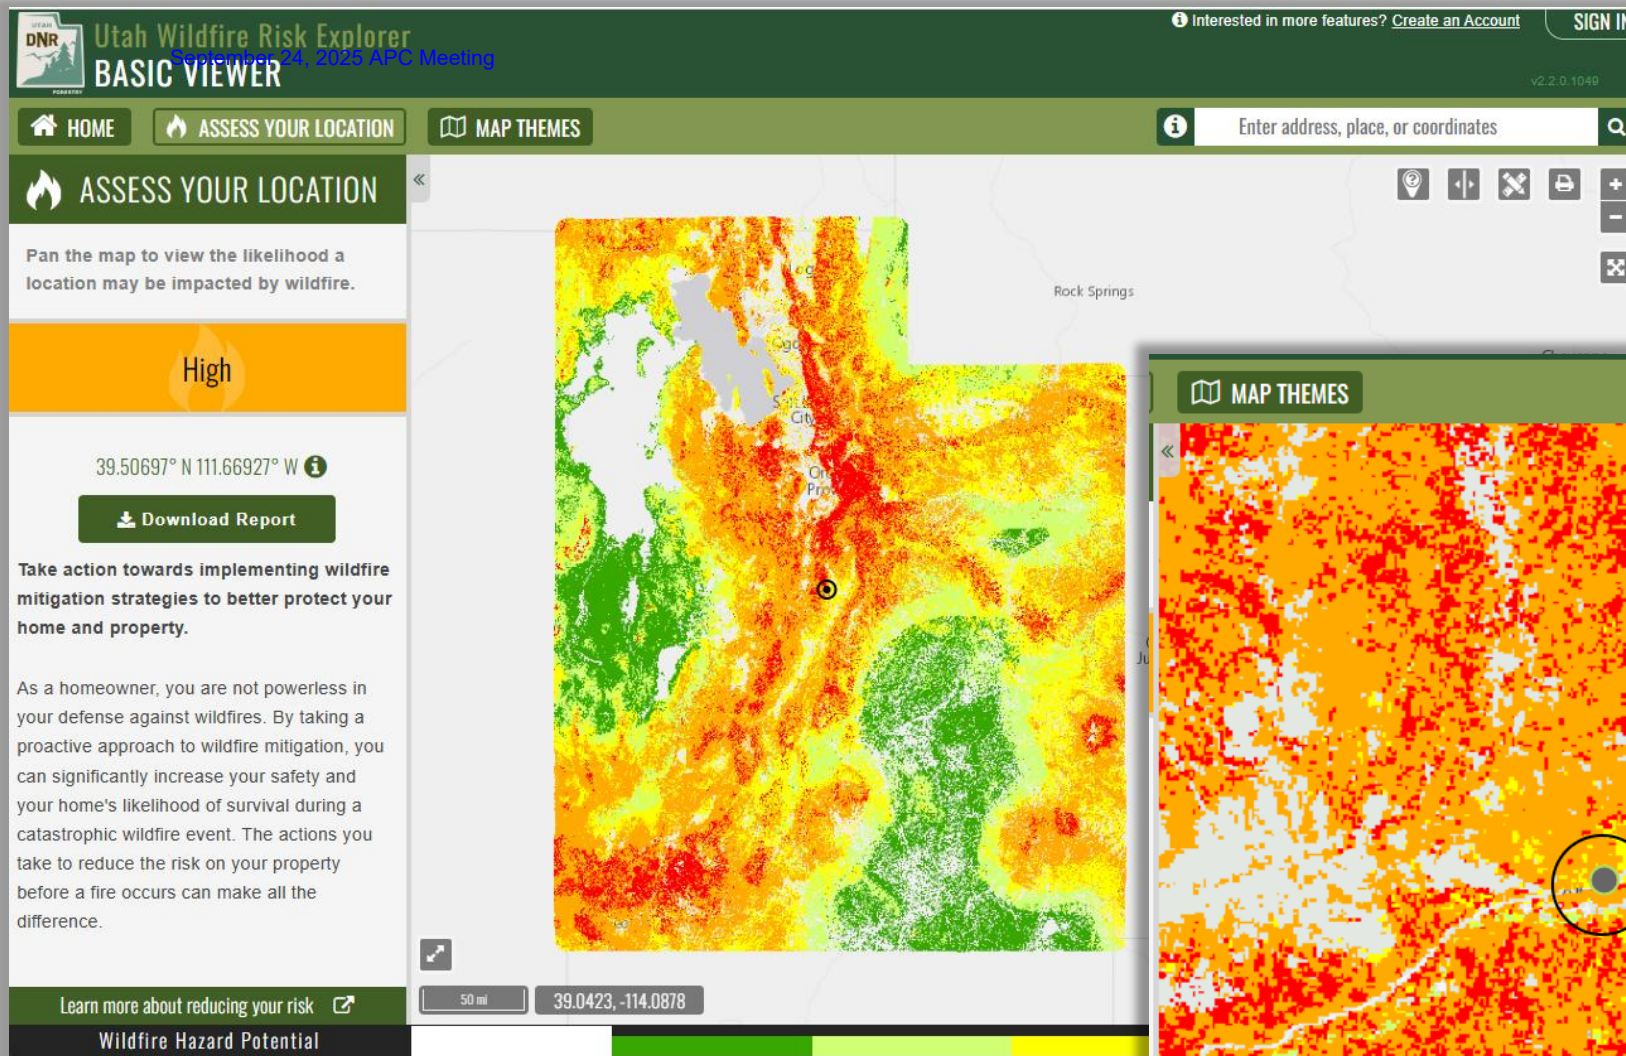 UTAH
DNR
FORESTRY
Utah Wildfire Risk Explorer
BASIC VIEWER
September 24, 2025 APC Meeting
Interested in more features? Create an Account
SIGN IN
v2.2.0.1049
HOME
ASSESS YOUR LOCATION
MAP THEMES
Enter address, place, or coordinates
ASSESS YOUR LOCATION
Pan the map to view the likelihood a
location may be impacted by wildfire.
High
39.50697° N 111.66927° W
Download Report
Take action towards implementing wildfire
mitigation strategies to better protect your
home and property.
As a homeowner, you are not powerless in
your defense against wildfires. By taking a
proactive approach to wildfire mitigation, you
can significantly increase your safety and
your home's likelihood of survival during a
catastrophic wildfire event. The actions you
take to reduce the risk on your property
before a fire occurs can make all the
difference.
Learn more about reducing your risk
Wildfire Hazard Potential
Rock Springs
City
50 mi
39.0423, -114.0878
MAP THEMES